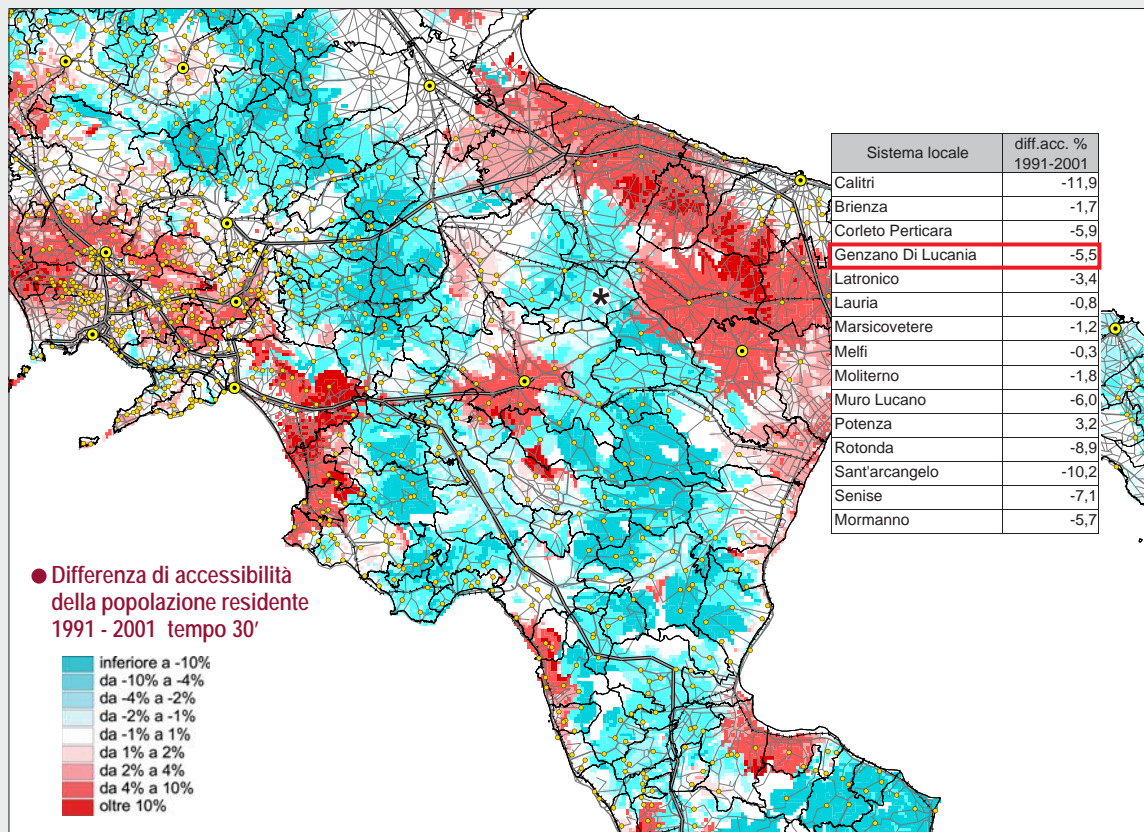 Sistema locale diff.acc. % 1991-2001
Calitri -11,9
Brienza -1,7
Corleto Perticara -5,9
Genzano Di Lucania -5,5
Latronico -3,4
Lauria -0,8
Marsicovetere -1,2
Melfi -0,3
Moliterno -1,8
Muro Lucano -6,0
Potenza 3,2
Rotonda -8,9
Sant'arcangelo -10,2
Senise -7,1
Mormanno -5,7
*
● Differenza di accessibilità
della popolazione residente
1991 - 2001 tempo 30'
inferiore a -10%
da -10% a -4%
da -4% a -2%
da -2% a -1%
da -1% a 1%
da 1% a 2%
da 2% a 4%
da 4% a 10%
oltre 10%